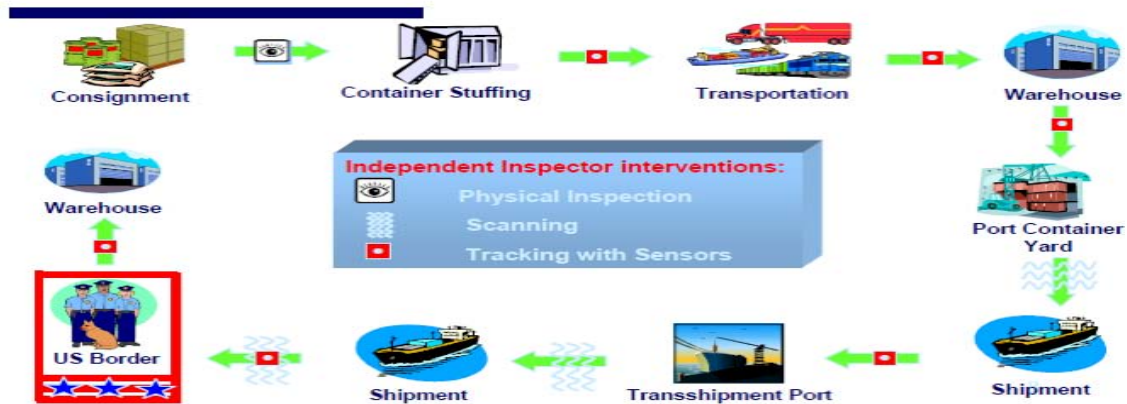 Consignment
Container Stuffing
Transportation
Warehouse
Independent Inspector interventions:
Physical Inspection
Scanning
Tracking with Sensors
Warehouse
Port Container
Yard
US Border
Shipment
Transshipment Port
Shipment